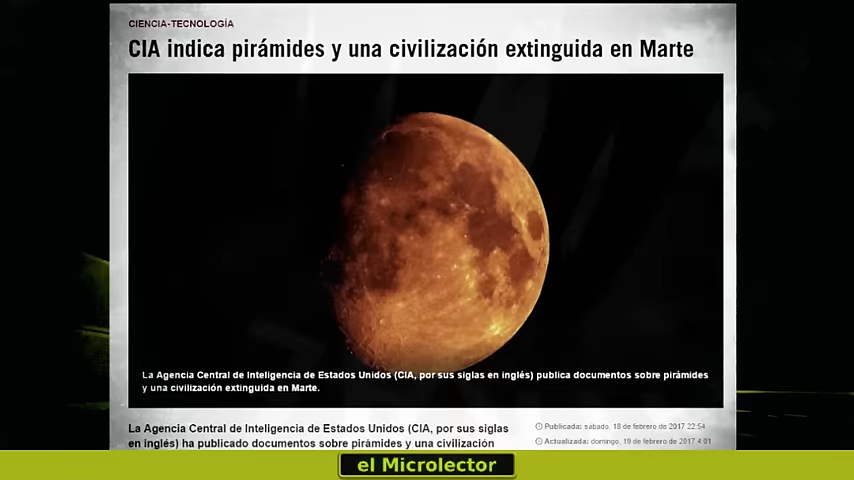 CIENCIA-TECNOLOGÍA
CIA indica pirámides y una civilización extinguida en Marte
La Agencia Central de Inteligencia de Estados Unidos (CIA, por sus siglas en inglés) publica documentos sobre pirámides
y una civilización extinguida en Marte.
La Agencia Central de Inteligencia de Estados Unidos (CIA, por sus siglas
en inglés) ha publicado documentos sobre pirámides y una civilización
Publicada: sábado, 18 de febrero de 2017 22:54
Actualizada: domingo, 19 de febrero de 2017 4:01
el Microlector